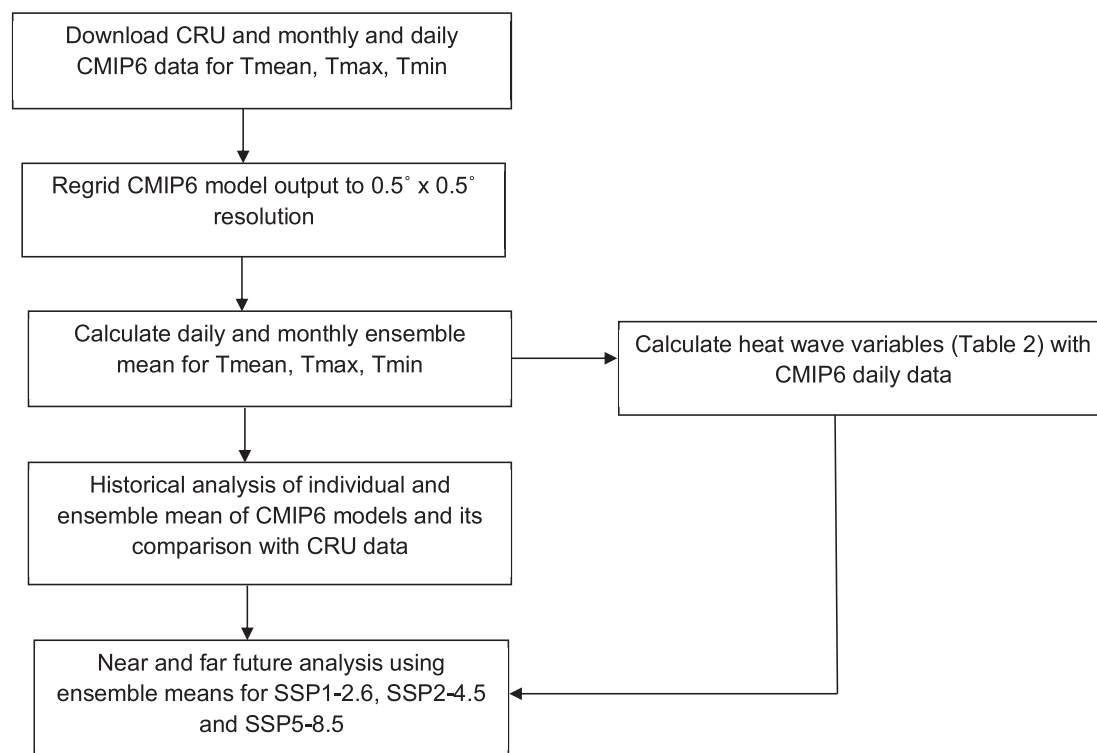 Download CRU and monthly and daily
CMIP6 data for Tmean, Tmax, Tmin
Regrid CMIP6 model output to 0.5° x 0.5°
resolution
Calculate daily and monthly ensemble
mean for Tmean, Tmax, Tmin
Calculate heat wave variables (Table 2) with
CMIP6 daily data
Historical analysis of individual and
ensemble mean of CMIP6 models and its
comparison with CRU data
Near and far future analysis using
ensemble means for SSP1-2.6, SSP2-4.5
and SSP5-8.5